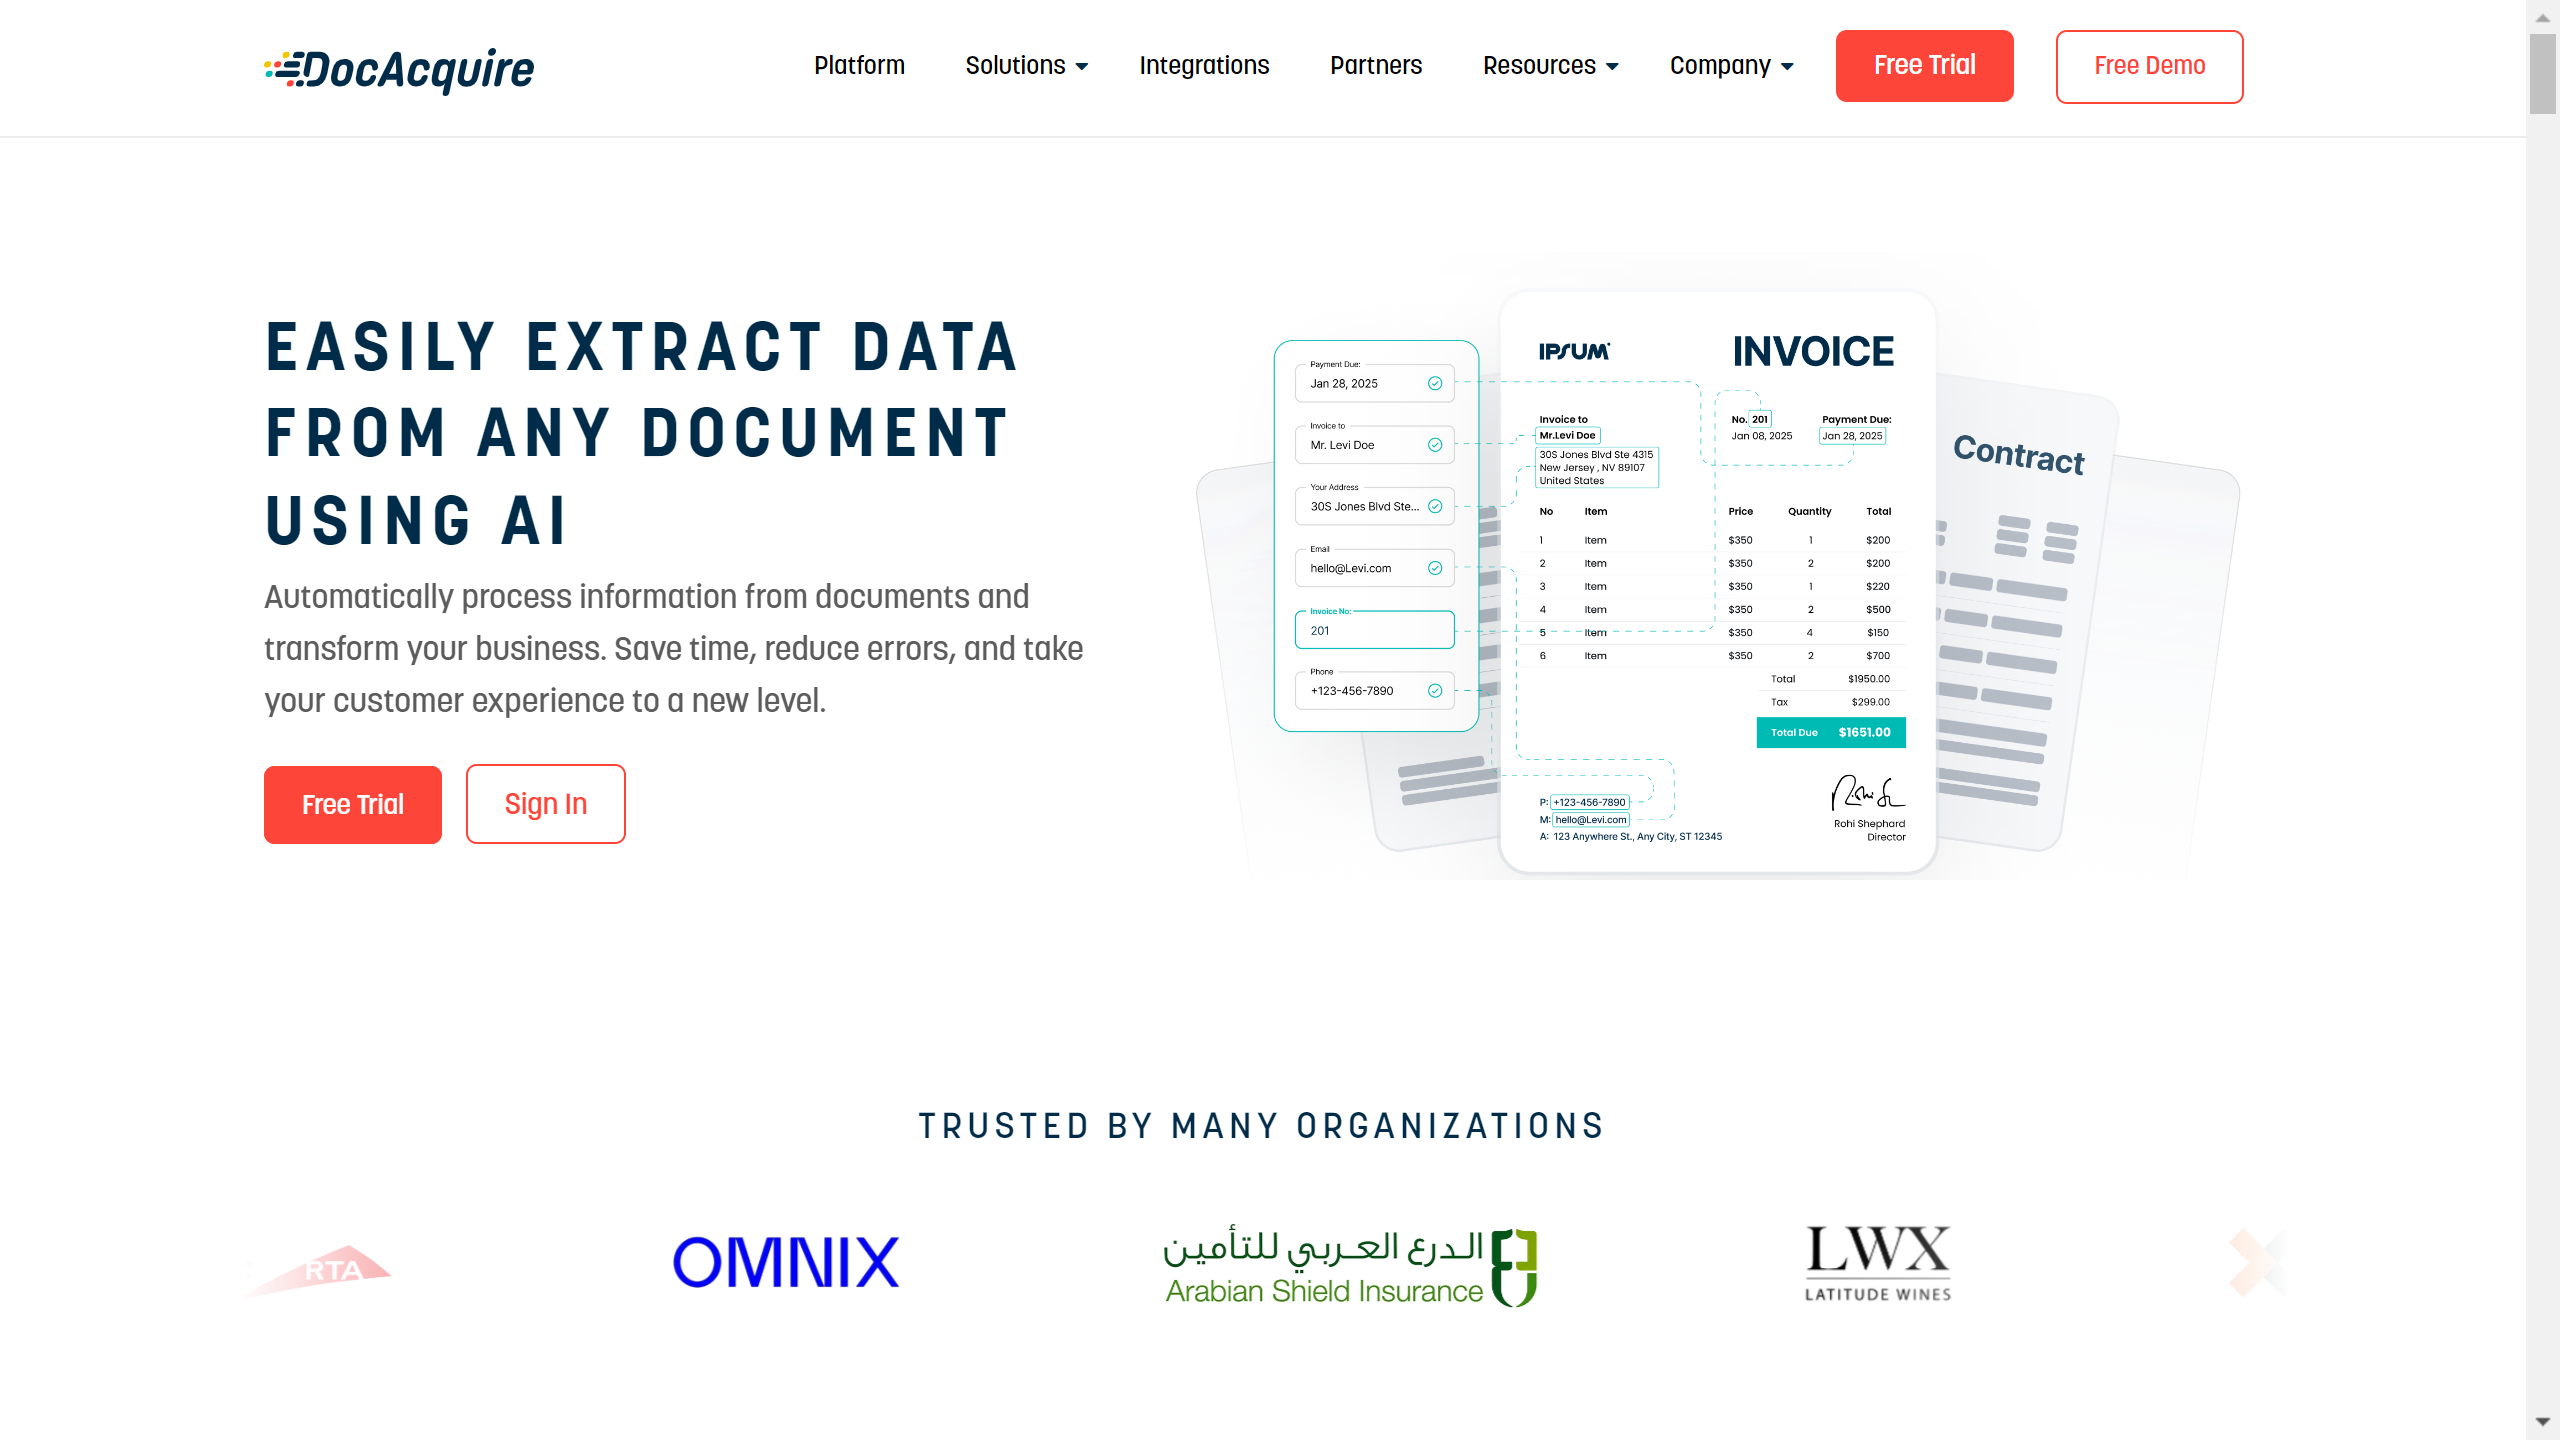 DocAcquire
Platform
Solutions
Integrations
Partners
Resources
Company
Free Trial
Free Demo
EASILY EXTRACT DATA
FROM ANY DOCUMENT
USING AI
Automatically process information from documents and
transform your business. Save time, reduce errors, and take
your customer experience to a new level.
Free Trial
Sign In
Payment Due:
Jan 28, 2025
Invoice to
Mr. Levi Doe
Your Address
30S Jones Blvd Ste...
Email
hello@Levi.com
Invoice No:
201
Phone
+123-456-7890
IPSUM
INVOICE
Invoice to
Mr.Levi Doe
30S Jones Blvd Ste 4315
New Jersey , NV 89107
United States
No. 201
Jan 08, 2025
Payment Due:
Jan 28, 2025
No Item Price Quantity Total
1 Item $350 1 $200
2 Item $350 2 $200
3 Item $350 1 $220
4 Item $350 2 $500
5 Item $350 4 $150
6 Item $350 2 $700
Total $1950.00
Tax $299.00
Total Due $1651.00
P: +123-456-7890
M: hello@Levi.com
A: 123 Anywhere St., Any City, ST 12345
Rohi Shephard
Director
Contract
TRUSTED BY MANY ORGANIZATIONS
RTA
OMNIX
الدرع العربي للتأمين
Arabian Shield Insurance
LWX
LATITUDE WINES